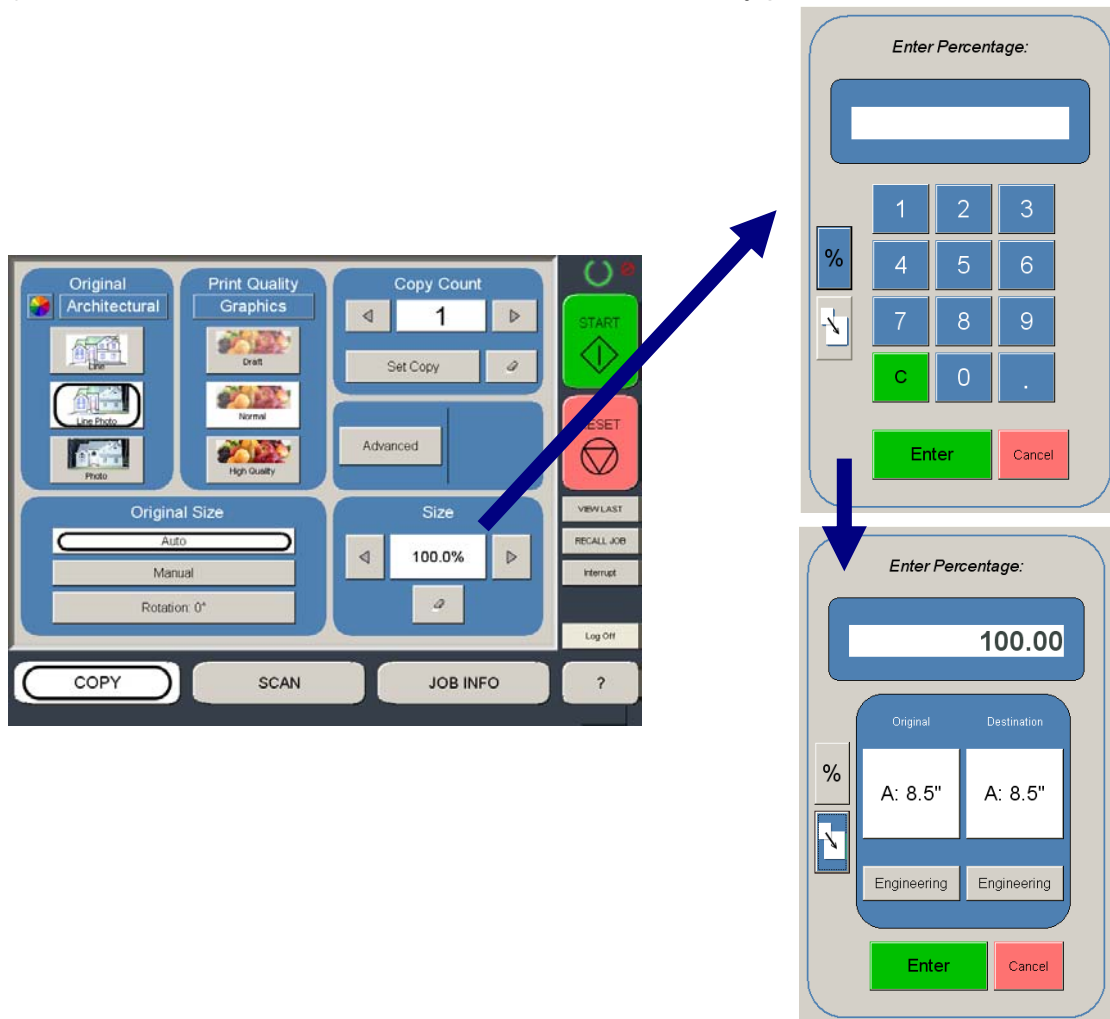 Enter Percentage:
1 2 3
%
4 5 6
7 8 9
C 0 .
Enter Cancel
Original
Architectural
Line
Line Photo
Photo
Print Quality
Graphics
Draft
Normal
High Quality
Copy Count
1
Set Copy
Advanced
Original Size
Auto
Manual
Rotation: 0°
Size
100.0%
START
ESET
VIEW LAST
RECALL JOB
Interrupt
Log Off
COPY SCAN JOB INFO ?
Enter Percentage:
100.00
Original Destination
%
A: 8.5" A: 8.5"
Engineering Engineering
Enter Cancel